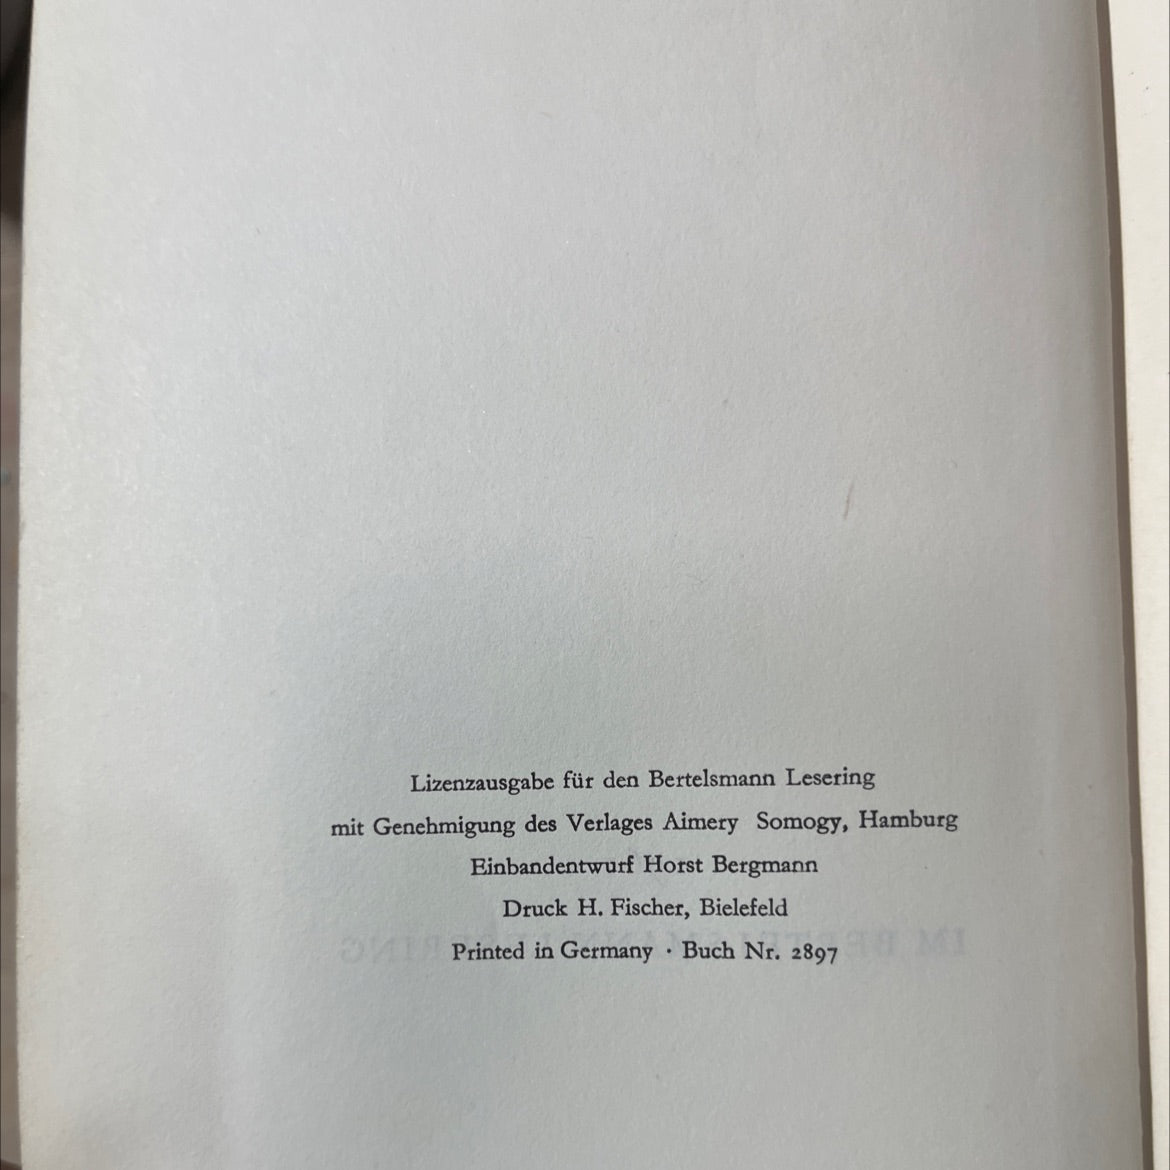 Lizenzausgabe für den Bertelsmann Lesering
mit Genehmigung des Verlages Aimery Somogy, Hamburg
Einbandentwurf Horst Bergmann
Druck H. Fischer, Bielefeld
Printed in Germany · Buch Nr. 2897